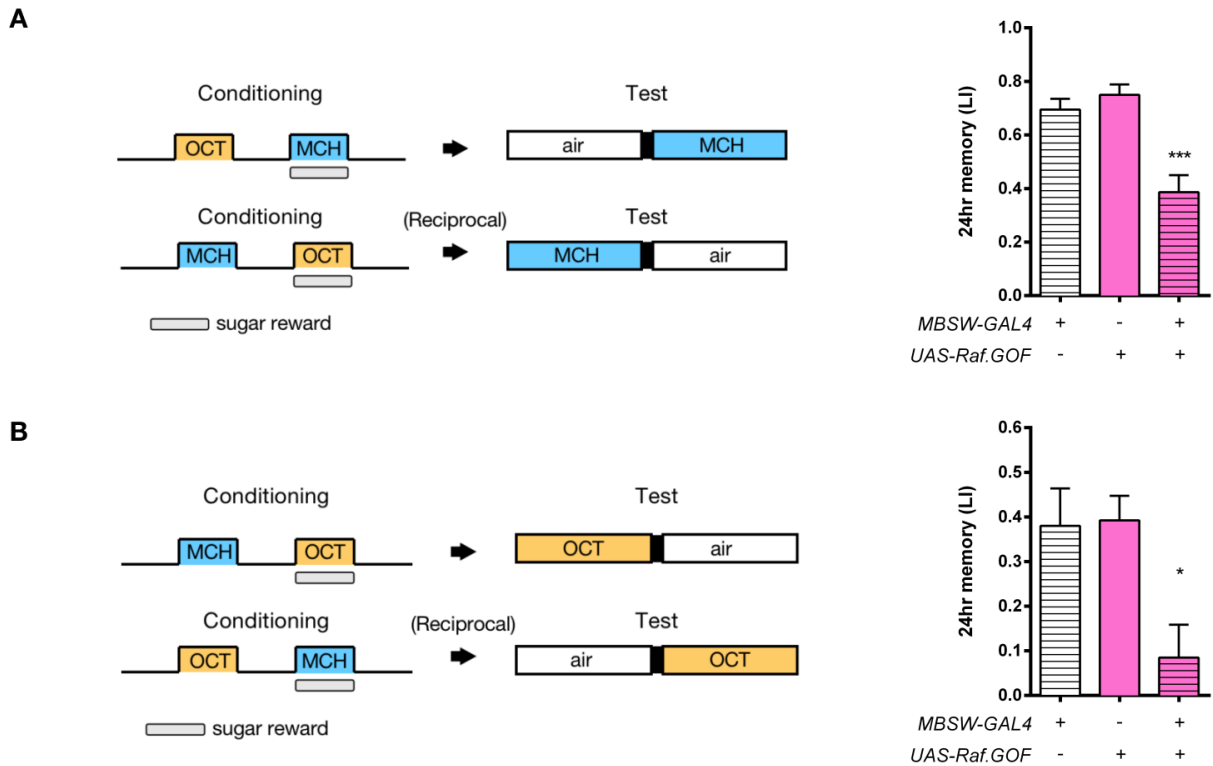 A
Conditioning
Test
OCT
MCH
air
MCH
Conditioning
(Reciprocal)
Test
MCH
OCT
MCH
air
sugar reward
24hr memory (LI)
1.0
0.8
0.6
0.4
0.2
0.0
***
MBSW-GAL4 + - +
UAS-Raf.GOF - + +
B
Conditioning
Test
MCH
OCT
OCT
air
Conditioning
(Reciprocal)
Test
OCT
MCH
air
OCT
sugar reward
24hr memory (LI)
0.6
0.5
0.4
0.3
0.2
0.1
0.0
*
MBSW-GAL4 + - +
UAS-Raf.GOF - + +